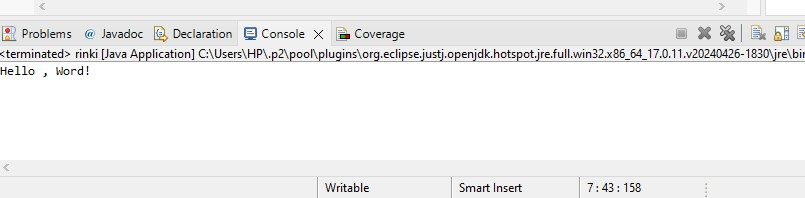 Problems @ Javadoc Declaration Console Coverage
<terminated> rinki [Java Application] C:\Users\HP\.p2\pool\plugins\org.eclipse.justj.openjdk.hotspot.jre.full.win32.x86_64_17.0.11.v20240426-1830\jre\bin
Hello , Word!
Writable Smart Insert 7 : 43 : 158